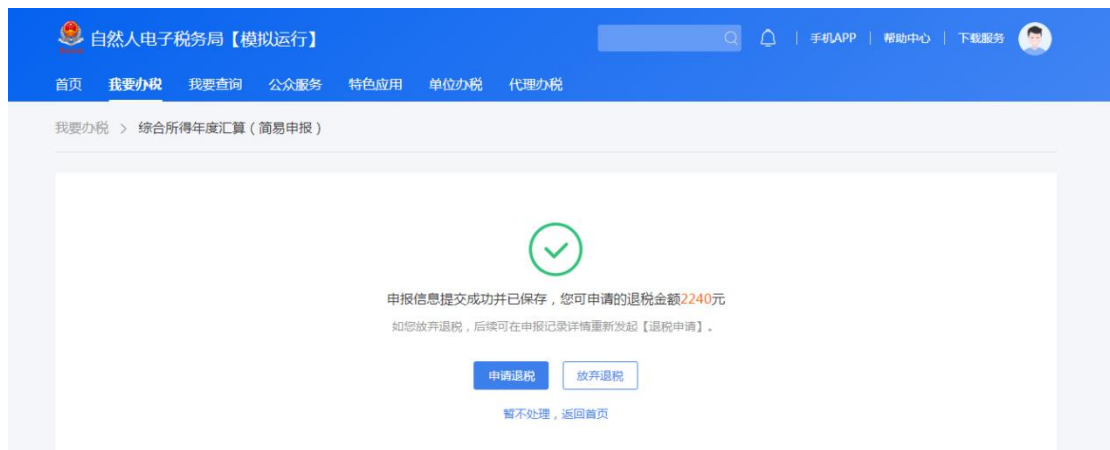 自然人电子税务局【模拟运行】
手机APP | 帮助中心 | 下载服务
首页 我要办税 我要查询 公众服务 特色应用 单位办税 代理办税
我要办税 > 综合所得年度汇算（简易申报）
申报信息提交成功并已保存，您可申请的退税金额2240元
如您放弃退税，后续可在申报记录详情重新发起【退税申请】。
申请退税 放弃退税
暂不处理，返回首页